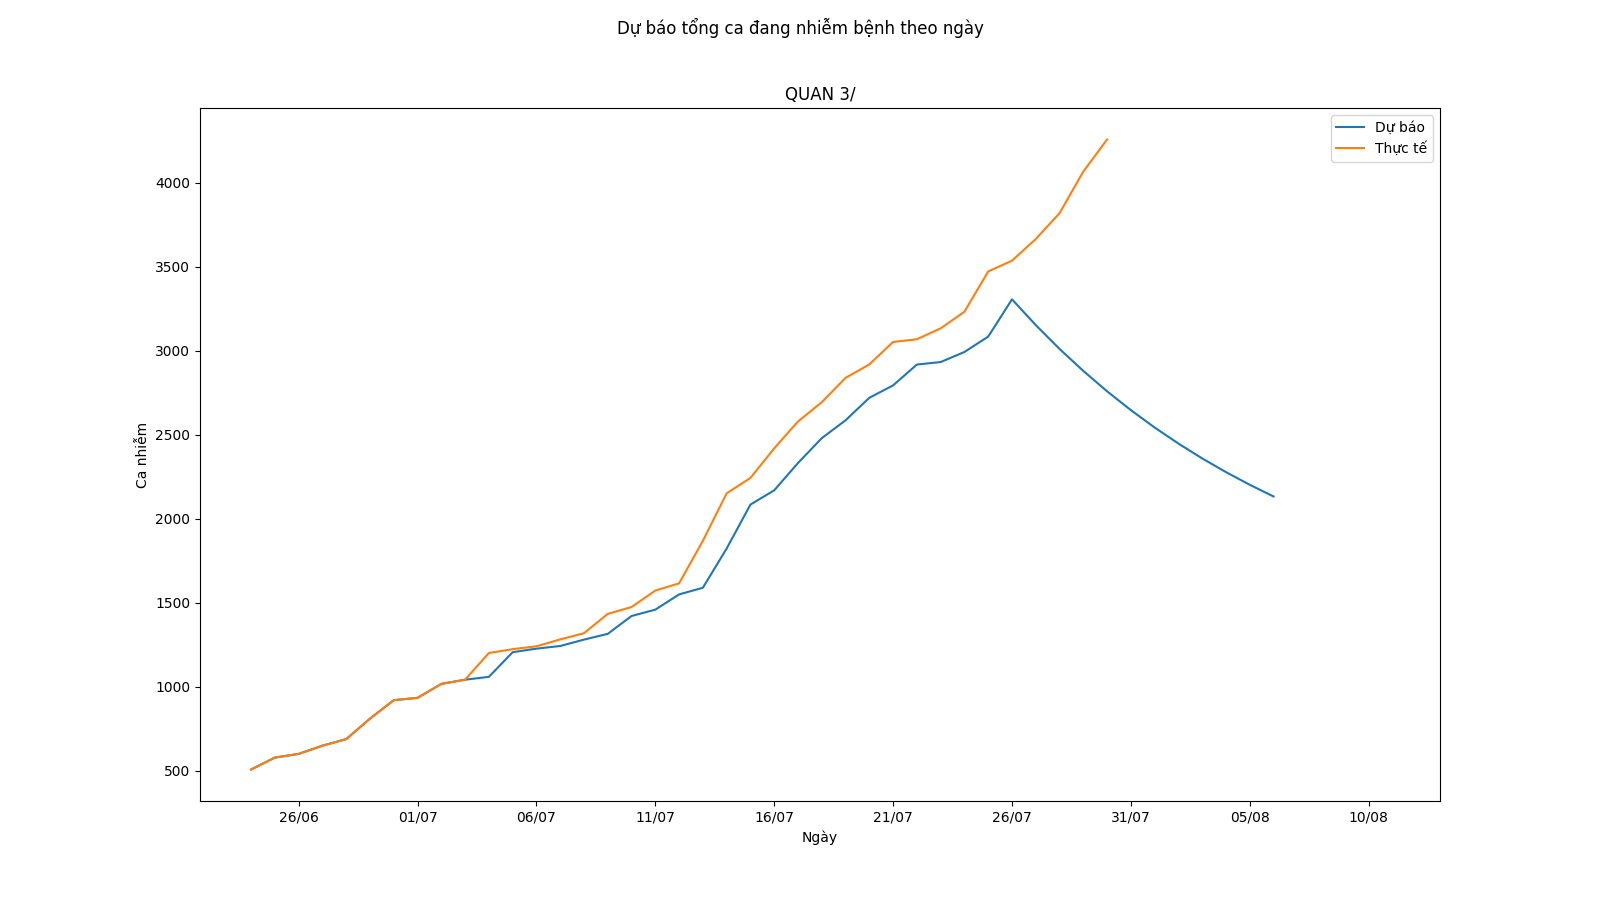 Dự báo tổng ca đang nhiễm bệnh theo ngày
QUAN 3/
Dự báo
Thực tế
4000
3500
3000
2500
2000
1500
1000
500
Ca nhiễm
26/06 01/07 06/07 11/07 16/07 21/07 26/07 31/07 05/08 10/08
Ngày